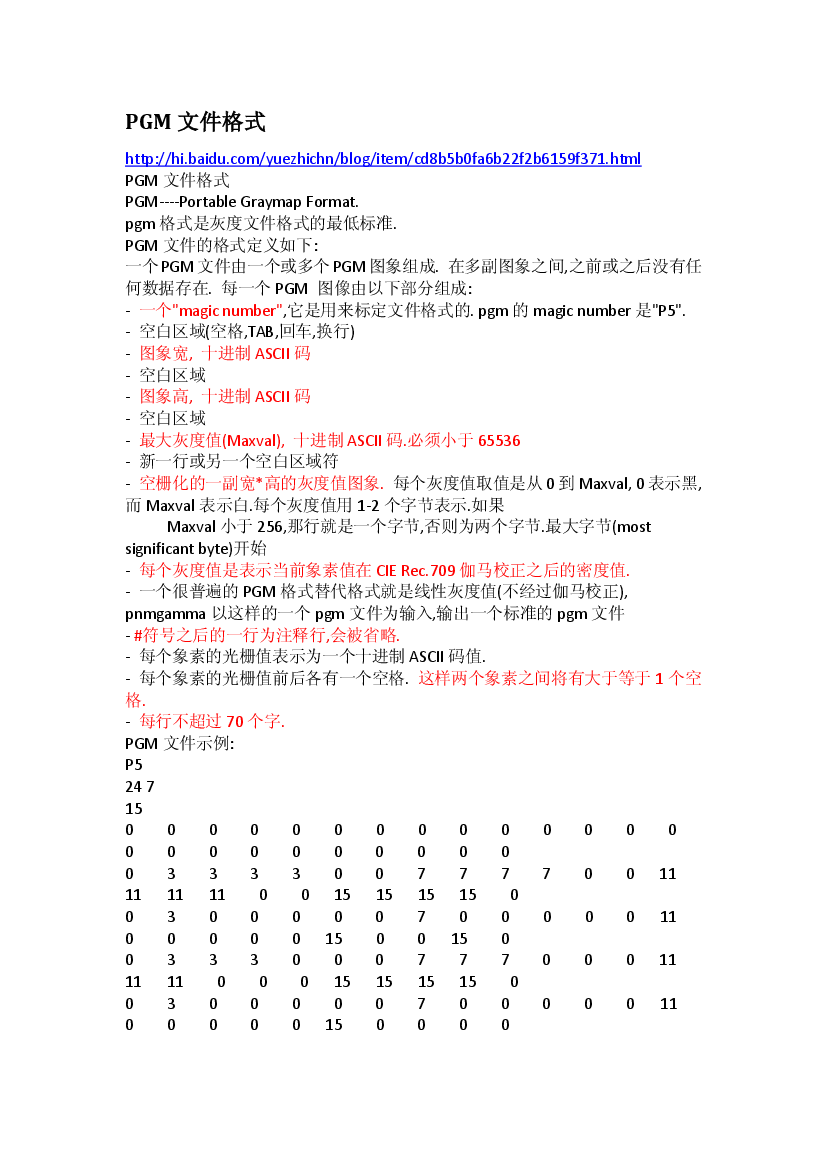 PGM 文件格式
http://hi.baidu.com/yuezhichn/blog/item/cd8b5b0fa6b22f2b6159f371.html
PGM 文件格式
PGM----Portable Graymap Format.
pgm 格式是灰度文件格式的最低标准.
PGM 文件的格式定义如下:
一个 PGM 文件由一个或多个 PGM 图象组成. 在多副图象之间,之前或之后没有任
何数据存在. 每一个 PGM 图像由以下部分组成:
- 一个"magic number",它是用来标定文件格式的. pgm 的 magic number 是"P5".
- 空白区域(空格,TAB,回车,换行)
- 图象宽, 十进制 ASCII 码
- 空白区域
- 图象高, 十进制 ASCII 码
- 空白区域
- 最大灰度值(Maxval), 十进制 ASCII 码.必须小于 65536
- 新一行或另一个空白区域符
- 空栅化的一副宽*高的灰度值图象. 每个灰度值取值是从 0 到 Maxval, 0 表示黑,
而 Maxval 表示白.每个灰度值用 1-2 个字节表示.如果
Maxval 小于 256,那行就是一个字节,否则为两个字节.最大字节(most
significant byte)开始
- 每个灰度值是表示当前象素值在 CIE Rec.709 伽马校正之后的密度值.
- 一个很普遍的 PGM 格式替代格式就是线性灰度值(不经过伽马校正),
pnmgamma 以这样的一个 pgm 文件为输入,输出一个标准的 pgm 文件
- #符号之后的一行为注释行,会被省略.
- 每个象素的光栅值表示为一个十进制 ASCII 码值.
- 每个象素的光栅值前后各有一个空格. 这样两个象素之间将有大于等于 1 个空
格.
- 每行不超过 70 个字.
PGM 文件示例:
P5
24 7
15
0 0 0 0 0 0 0 0 0 0 0 0 0 0
0 0 0 0 0 0 0 0 0 0
0 3 3 3 3 0 0 7 7 7 7 0 0 11
11 11 11 0 0 15 15 15 15 0
0 3 0 0 0 0 0 7 0 0 0 0 0 11
0 0 0 0 0 15 0 0 15 0
0 3 3 3 0 0 0 7 7 7 0 0 0 11
11 11 0 0 0 15 15 15 15 0
0 3 0 0 0 0 0 7 0 0 0 0 0 11
0 0 0 0 0 15 0 0 0 0